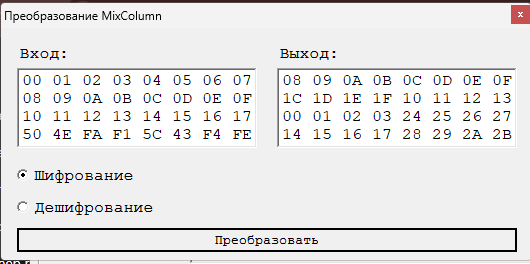 Преобразование MixColumn
x
Вход:
Выход:
00 01 02 03 04 05 06 07
08 09 0A 0B 0C 0D 0E 0F
10 11 12 13 14 15 16 17
50 4E FA F1 5C 43 F4 FE
08 09 0A 0B 0C 0D 0E 0F
1C 1D 1E 1F 10 11 12 13
00 01 02 03 24 25 26 27
14 15 16 17 28 29 2A 2B
Шифрование
Дешифрование
Преобразовать